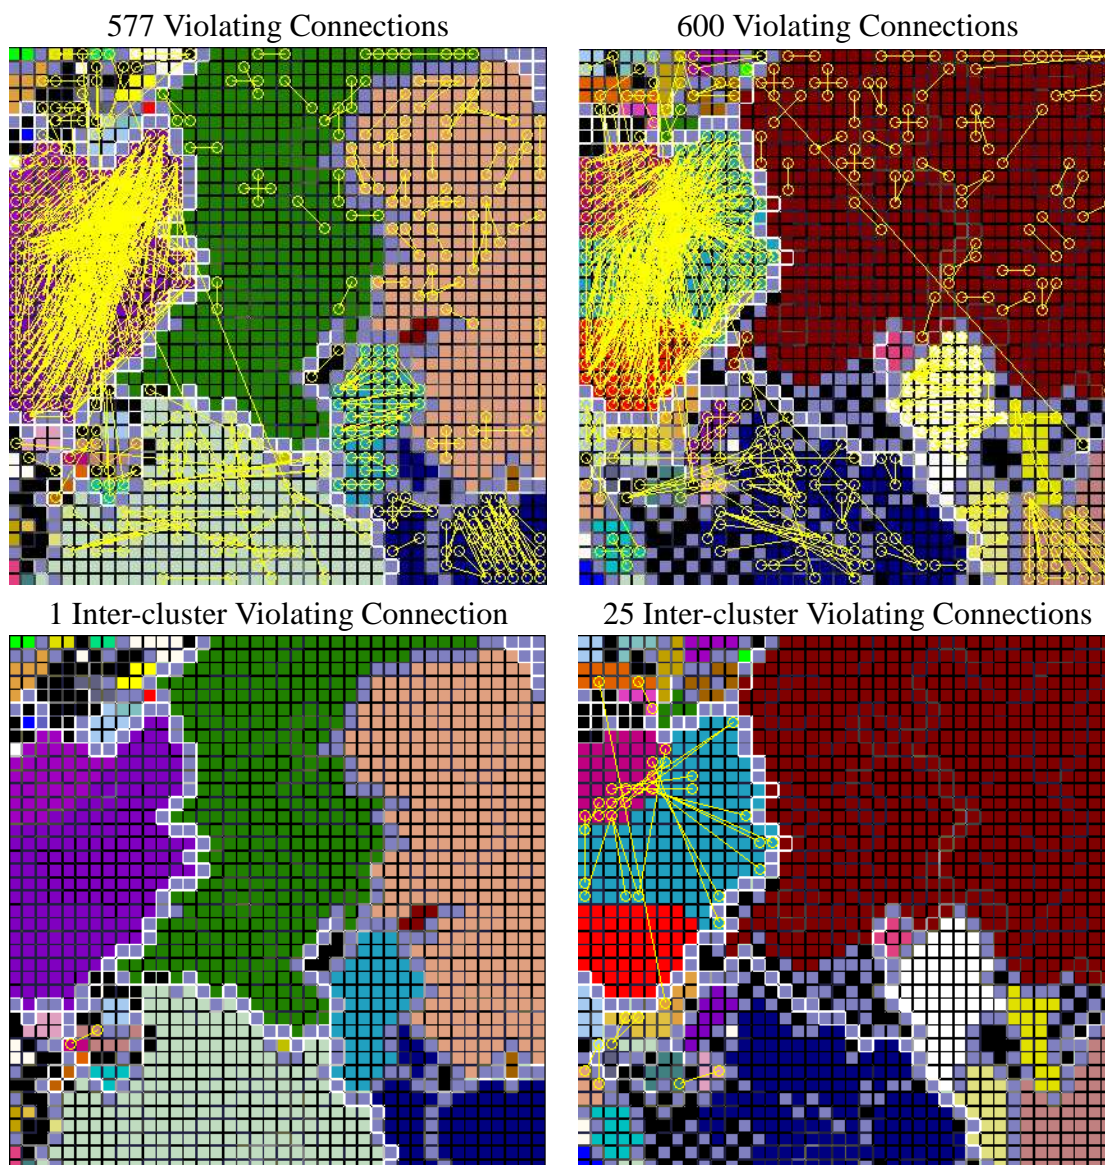 577 Violating Connections
600 Violating Connections
1 Inter-cluster Violating Connection
25 Inter-cluster Violating Connections